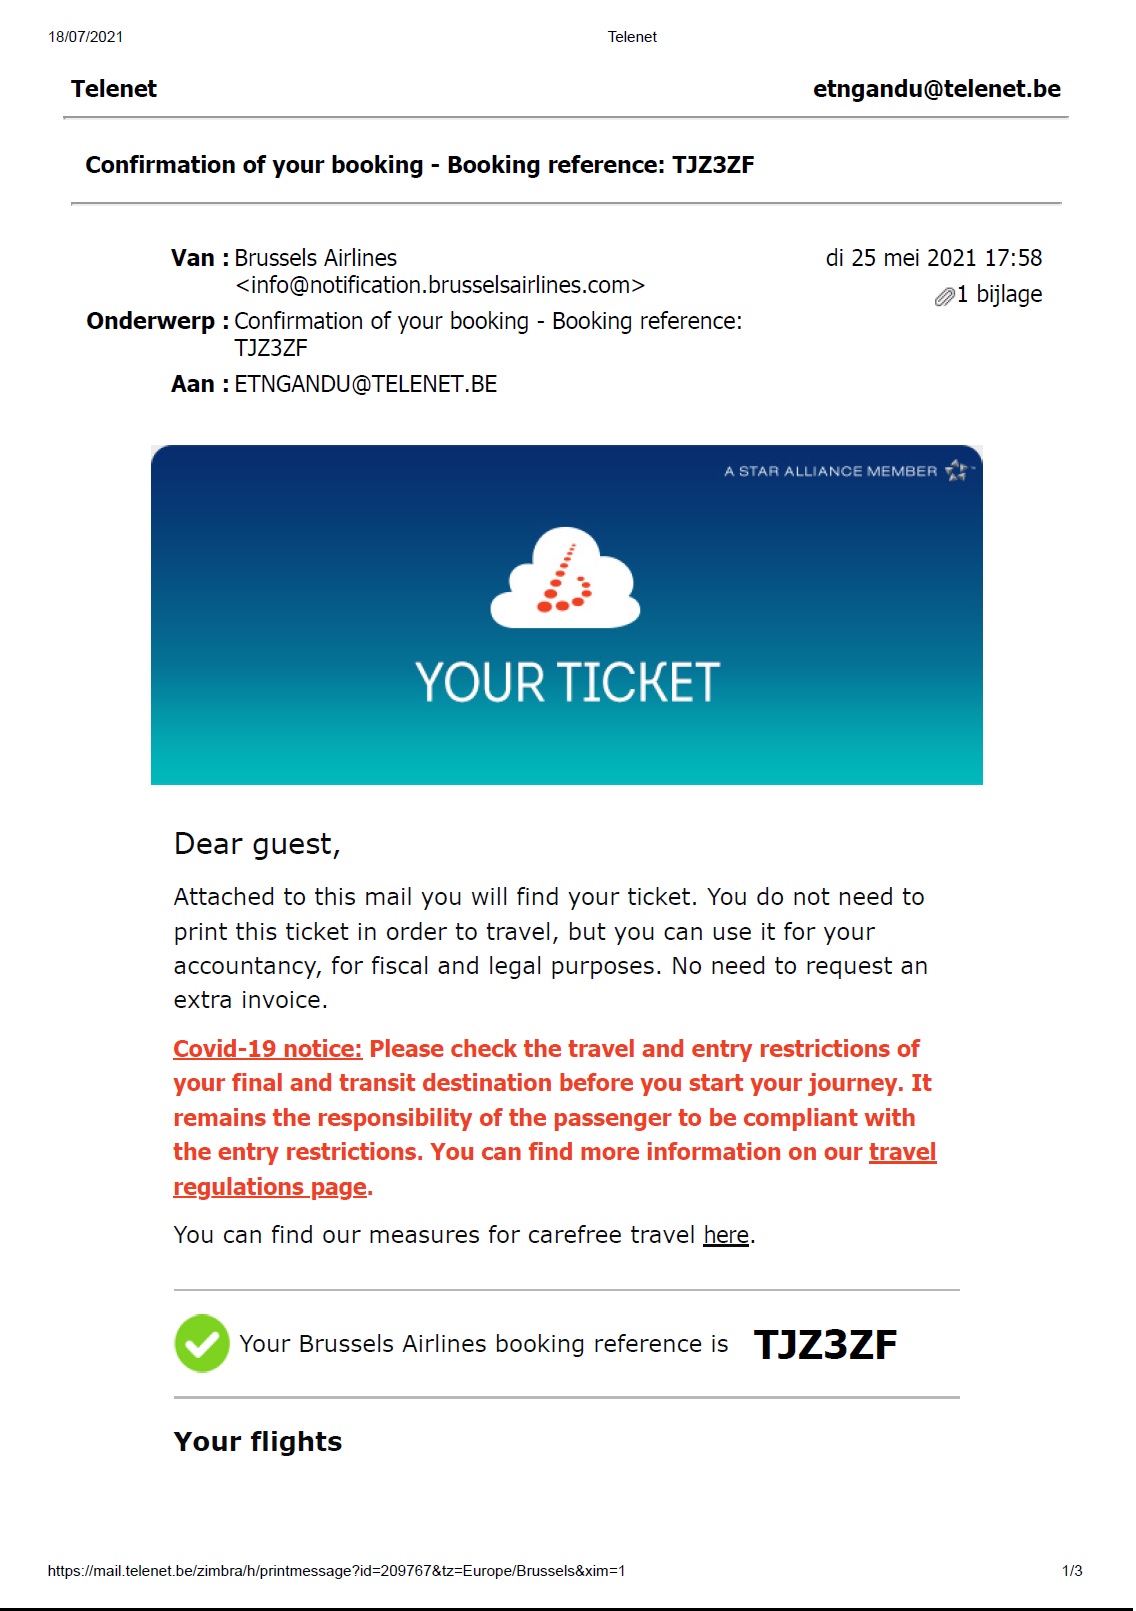 18/07/2021 Telenet
Telenet etngandu@telenet.be
Confirmation of your booking - Booking reference: TJZ3ZF
Van : Brussels Airlines di 25 mei 2021 17:58
<info@notification.brusselsairlines.com>
1 bijlage
Onderwerp : Confirmation of your booking - Booking reference:
TJZ3ZF
Aan : ETNGANDU@TELENET.BE
A STAR ALLIANCE MEMBER
YOUR TICKET
Dear guest,
Attached to this mail you will find your ticket. You do not need to
print this ticket in order to travel, but you can use it for your
accountancy, for fiscal and legal purposes. No need to request an
extra invoice.
Covid-19 notice: Please check the travel and entry restrictions of
your final and transit destination before you start your journey. It
remains the responsibility of the passenger to be compliant with
the entry restrictions. You can find more information on our travel
regulations page.
You can find our measures for carefree travel here.
Your Brussels Airlines booking reference is TJZ3ZF
Your flights
https://mail.telenet.be/zimbra/h/printmessage?id=209767&tz=Europe/Brussels&xim=1 1/3